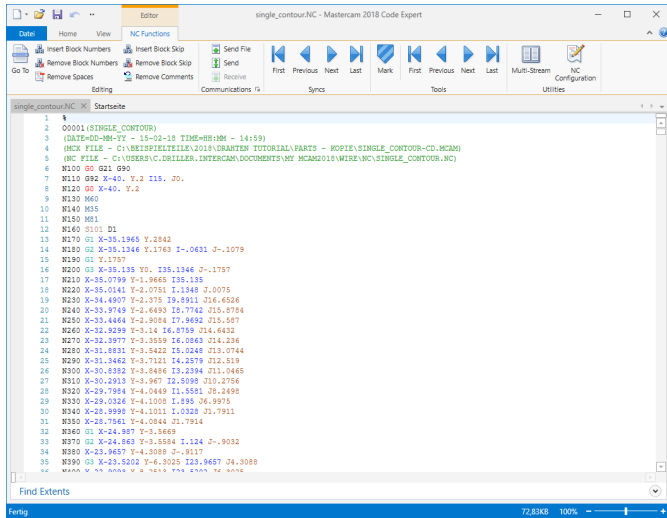 Editor
single_contour.NC - Mastercam 2018 Code Expert
Datei Home View NC Functions
Go To
Insert Block Numbers
Remove Block Numbers
Remove Spaces
Insert Block Skip
Remove Block Skip
Remove Comments
Editing
Send File
Send
Receive
Communications
First Previous Next Last
Syncs
Mark First Previous Next Last
Tools
Multi-Stream
NC Configuration
Utilities
single_contour.NC Startseite
1 %
2 O0001(SINGLE_CONTOUR)
3 (DATE=DD-MM-YY - 15-02-18 TIME=HH:MM - 14:59)
4 (MCX FILE - C:\BEISPIELTEILE\2018\DRAHTEN TUTORIAL\PARTS - KOPIE\SINGLE_CONTOUR-CD.MCAM)
5 (NC FILE - C:\USERS\C.DRILLER.INTERCAM\DOCUMENTS\MY MCAM2018\WIRE\NC\SINGLE_CONTOUR.NC)
6 N100 G0 G21 G90
7 N110 G92 X-40. Y.2 I15. J0.
8 N120 G0 X-40. Y.2
9 N130 M60
10 N140 M35
11 N150 M81
12 N160 S101 D1
13 N170 G1 X-35.1965 Y.2842
14 N180 G2 X-35.1346 Y.1763 I-.0631 J-.1079
15 N190 G1 Y.1757
16 N200 G3 X-35.135 Y0. I35.1346 J-.1757
17 N210 X-35.0799 Y-1.9665 I35.135
18 N220 X-35.0141 Y-2.0751 I.1348 J.0075
19 N230 X-34.4907 Y-2.375 I9.8911 J16.6526
20 N240 X-33.9749 Y-2.6493 I8.7742 J15.8784
21 N250 X-33.4464 Y-2.9084 I7.9692 J15.587
22 N260 X-32.9299 Y-3.14 I6.8759 J14.6432
23 N270 X-32.3977 Y-3.3559 I6.0863 J14.236
24 N280 X-31.8831 Y-3.5422 I5.0248 J13.0744
25 N290 X-31.3462 Y-3.7121 I4.2579 J12.519
26 N300 X-30.8382 Y-3.8486 I3.2394 J11.0465
27 N310 X-30.2913 Y-3.967 I2.5098 J10.2756
28 N320 X-29.7984 Y-4.0449 I1.5581 J8.2498
29 N330 X-29.0326 Y-4.1008 I.895 J6.9975
30 N340 X-28.9998 Y-4.1011 I.0328 J1.7911
31 N350 X-28.7561 Y-4.0844 J1.7914
32 N360 G1 X-24.987 Y-3.5669
33 N370 G2 X-24.863 Y-3.5584 I.124 J-.9032
34 N380 X-23.9657 Y-4.3088 J-.9117
35 N390 G3 X-23.5202 Y-6.3025 I23.9657 J4.3088
Find Extents
Fertig 72,83KB 100%